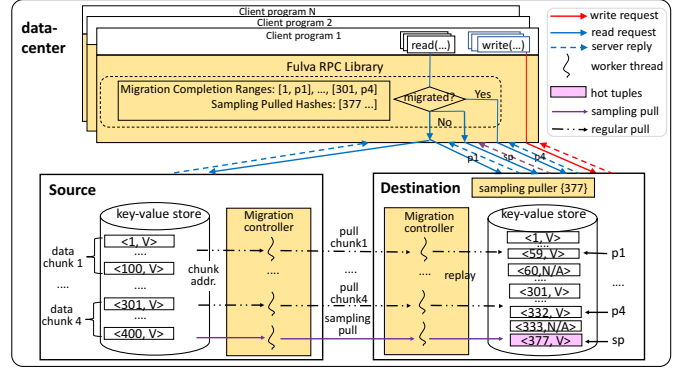 Client program N
Client program 2
Client program 1
data-
center
read(...)
write(...)
Fulva RPC Library
Migration Completion Ranges: [1, p1], ..., [301, p4]
Sampling Pulled Hashes: [377 ...]
migrated?
Yes
No
write request
read request
server reply
worker thread
hot tuples
sampling pull
regular pull
p1
sp
p4
Source
key-value store
Migration
controller
data
chunk 1
<1, V>
....
<100, V>
....
data
chunk 4
<301, V>
....
<400, V>
chunk
addr.
....
pull
chunk1
....
pull
chunk4
sampling
pull
Destination
sampling puller {377}
Migration
controller
....
replay
key-value store
<1, V>
....
<59, V>
<60,N/A>
....
<301, V>
....
<332, V>
<333,N/A>
<377, V>
p1
....
p4
sp